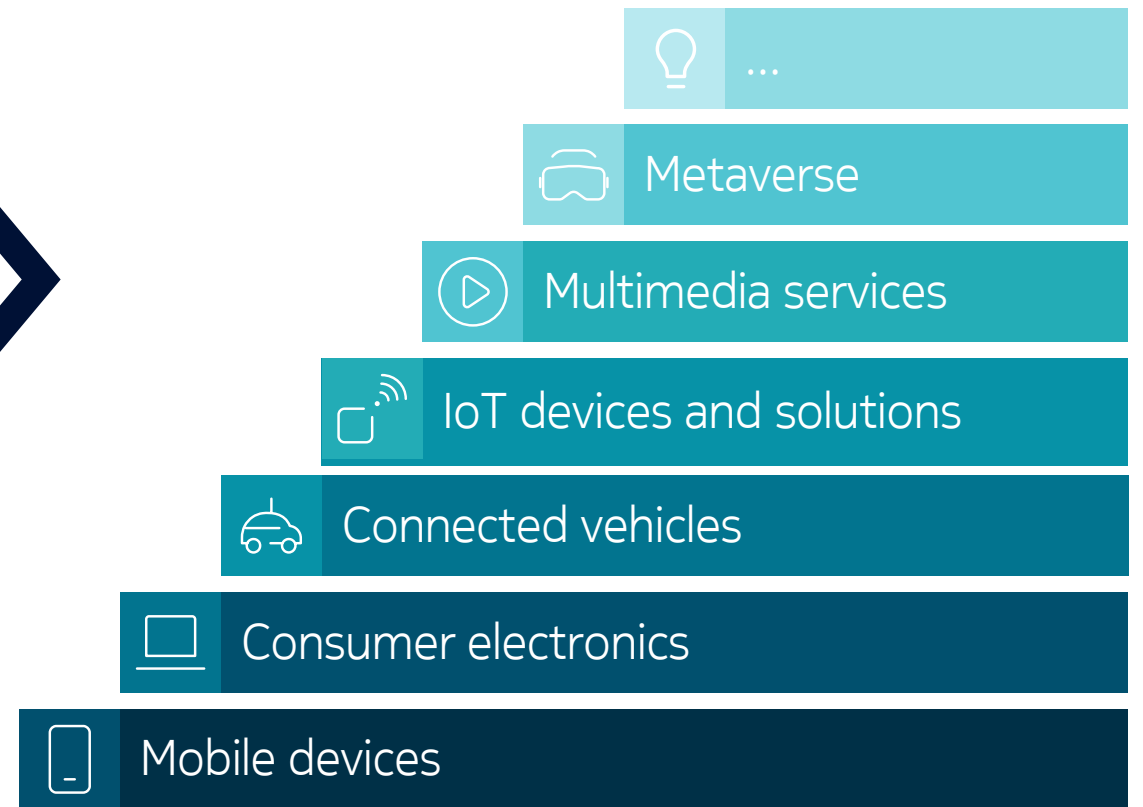 ...
Metaverse
Multimedia services
IoT devices and solutions
Connected vehicles
Consumer electronics
Mobile devices